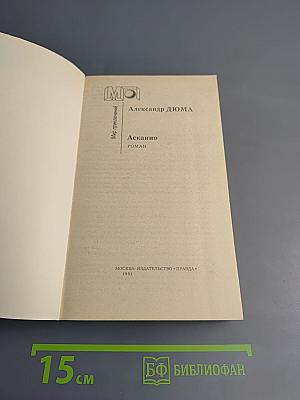 МП
Мир приключений
Александр ДЮМА
Асканио
РОМАН
МОСКВА · ИЗДАТЕЛЬСТВО «ПРАВДА»
1991
15 см
БФ БИБЛИОФАН